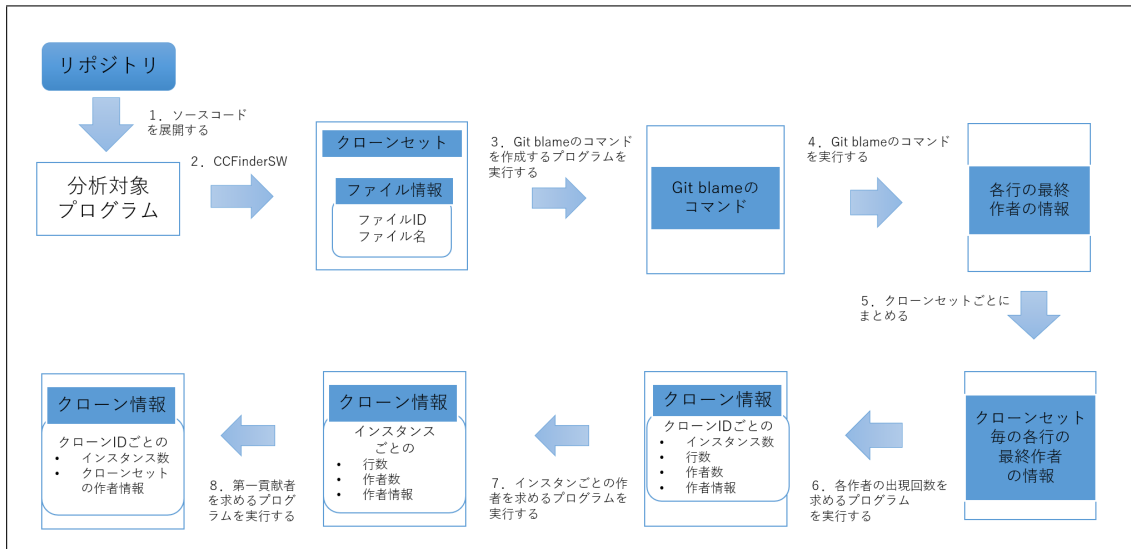 リポジトリ
1. ソースコード
を展開する
分析対象
プログラム
2. CCFinderSW
クローンセット
ファイル情報
ファイルID
ファイル名
3. Git blameのコマンド
を作成するプログラムを
実行する
Git blameの
コマンド
4. Git blameのコマンド
を実行する
各行の最終
作者の情報
5. クローンセットごとに
まとめる
クローンセット
毎の各行の
最終作者
の情報
6. 各作者の出現回数を
求めるプログラム
を実行する
クローン情報
クローンIDごとの
• インスタンス数
• 行数
• 作者数
• 作者情報
7. インスタンごとの作
者を求めるプログラムを
実行する
クローン情報
インスタンス
ごとの
• 行数
• 作者数
• 作者情報
8. 第一貢献者
を求めるプログ
ラムを実行する
クローン情報
クローンIDごとの
• インスタンス数
• クローンセット
の作者情報